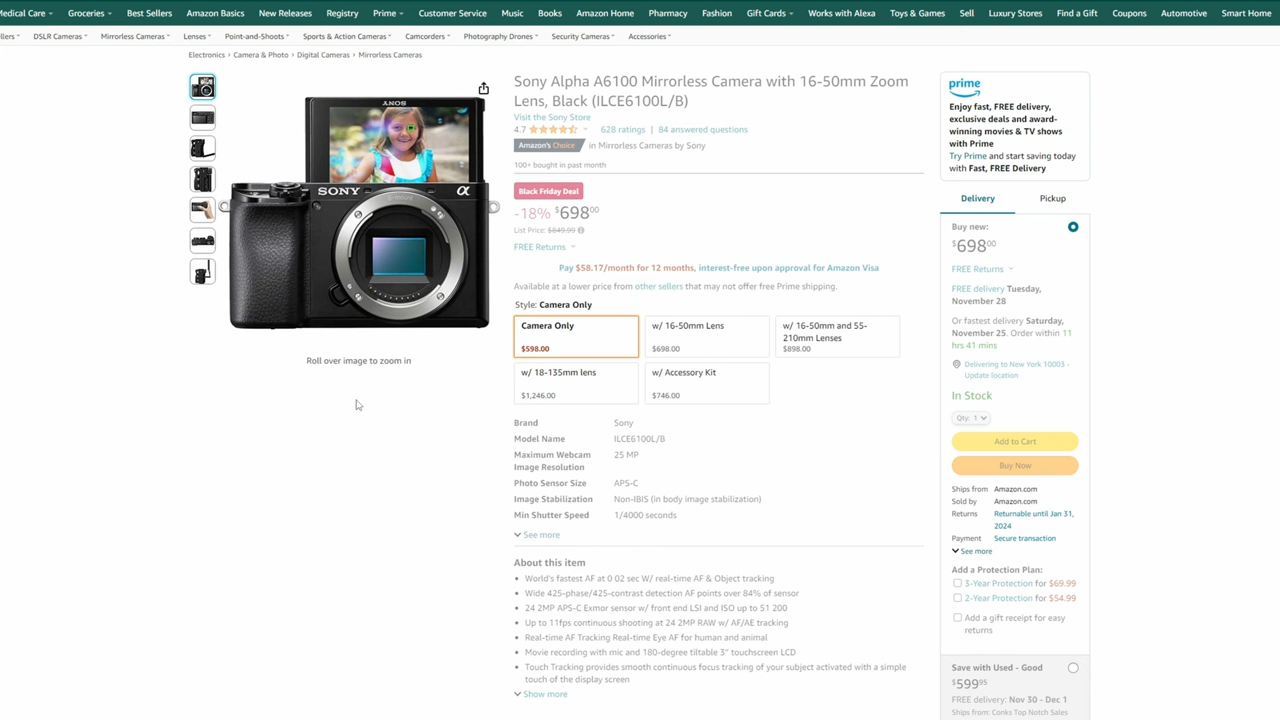 Medical Care Groceries Best Sellers Amazon Basics New Releases Registry Prime Customer Service Music Books Amazon Home Pharmacy Fashion Gift Cards Works with Alexa Toys & Games Sell Luxury Stores Find a Gift Coupons Automotive Smart Home
llers DSLR Cameras Mirrorless Cameras Lenses Point-and-Shoots Sports & Action Cameras Camcorders Photography Drones Security Cameras Accessories
Electronics › Camera & Photo › Digital Cameras › Mirrorless Cameras
SONY
SONY
α
E-mount
Roll over image to zoom in
Sony Alpha A6100 Mirrorless Camera with 16-50mm Zoom
Lens, Black (ILCE6100L/B)
Visit the Sony Store
4.7 628 ratings | 84 answered questions
Amazon's Choice in Mirrorless Cameras by Sony
100+ bought in past month
Black Friday Deal
-18% $69800
List Price: $849.99
FREE Returns
Pay $58.17/month for 12 months, interest-free upon approval for Amazon Visa
Available at a lower price from other sellers that may not offer free Prime shipping.
Style: Camera Only
Camera Only
$598.00
w/ 16-50mm Lens
$698.00
w/ 16-50mm and 55-
210mm Lenses
$898.00
w/ 18-135mm lens
$1,246.00
w/ Accessory Kit
$746.00
Brand Sony
Model Name ILCE6100L/B
Maximum Webcam 25 MP
Image Resolution
Photo Sensor Size APS-C
Image Stabilization Non-IBIS (in body image stabilization)
Min Shutter Speed 1/4000 seconds
See more
About this item
• World's fastest AF at 0 02 sec W/ real-time AF & Object tracking
• Wide 425-phase/425-contrast detection AF points over 84% of sensor
• 24 2MP APS-C Exmor sensor w/ front end LSI and ISO up to 51 200
• Up to 11fps continuous shooting at 24 2MP RAW w/ AF/AE tracking
• Real-time AF Tracking Real-time Eye AF for human and animal
• Movie recording with mic and 180-degree tiltable 3" touchscreen LCD
• Touch Tracking provides smooth continuous focus tracking of your subject activated with a simple
touch of the display screen
Show more
prime
Enjoy fast, FREE delivery,
exclusive deals and award-
winning movies & TV shows
with Prime
Try Prime and start saving today
with Fast, FREE Delivery
Delivery Pickup
Buy new:
$69800
FREE Returns
FREE delivery Tuesday,
November 28
Or fastest delivery Saturday,
November 25. Order within 11
hrs 41 mins
Delivering to New York 10003 -
Update location
In Stock
Qty: 1
Add to Cart
Buy Now
Ships from Amazon.com
Sold by Amazon.com
Returns Returnable until Jan 31,
2024
Payment Secure transaction
See more
Add a Protection Plan:
3-Year Protection for $69.99
2-Year Protection for $54.99
Add a gift receipt for easy
returns
Save with Used - Good
$59995
FREE delivery: Nov 30 - Dec 1
Ships from: Conks Top Notch Sales